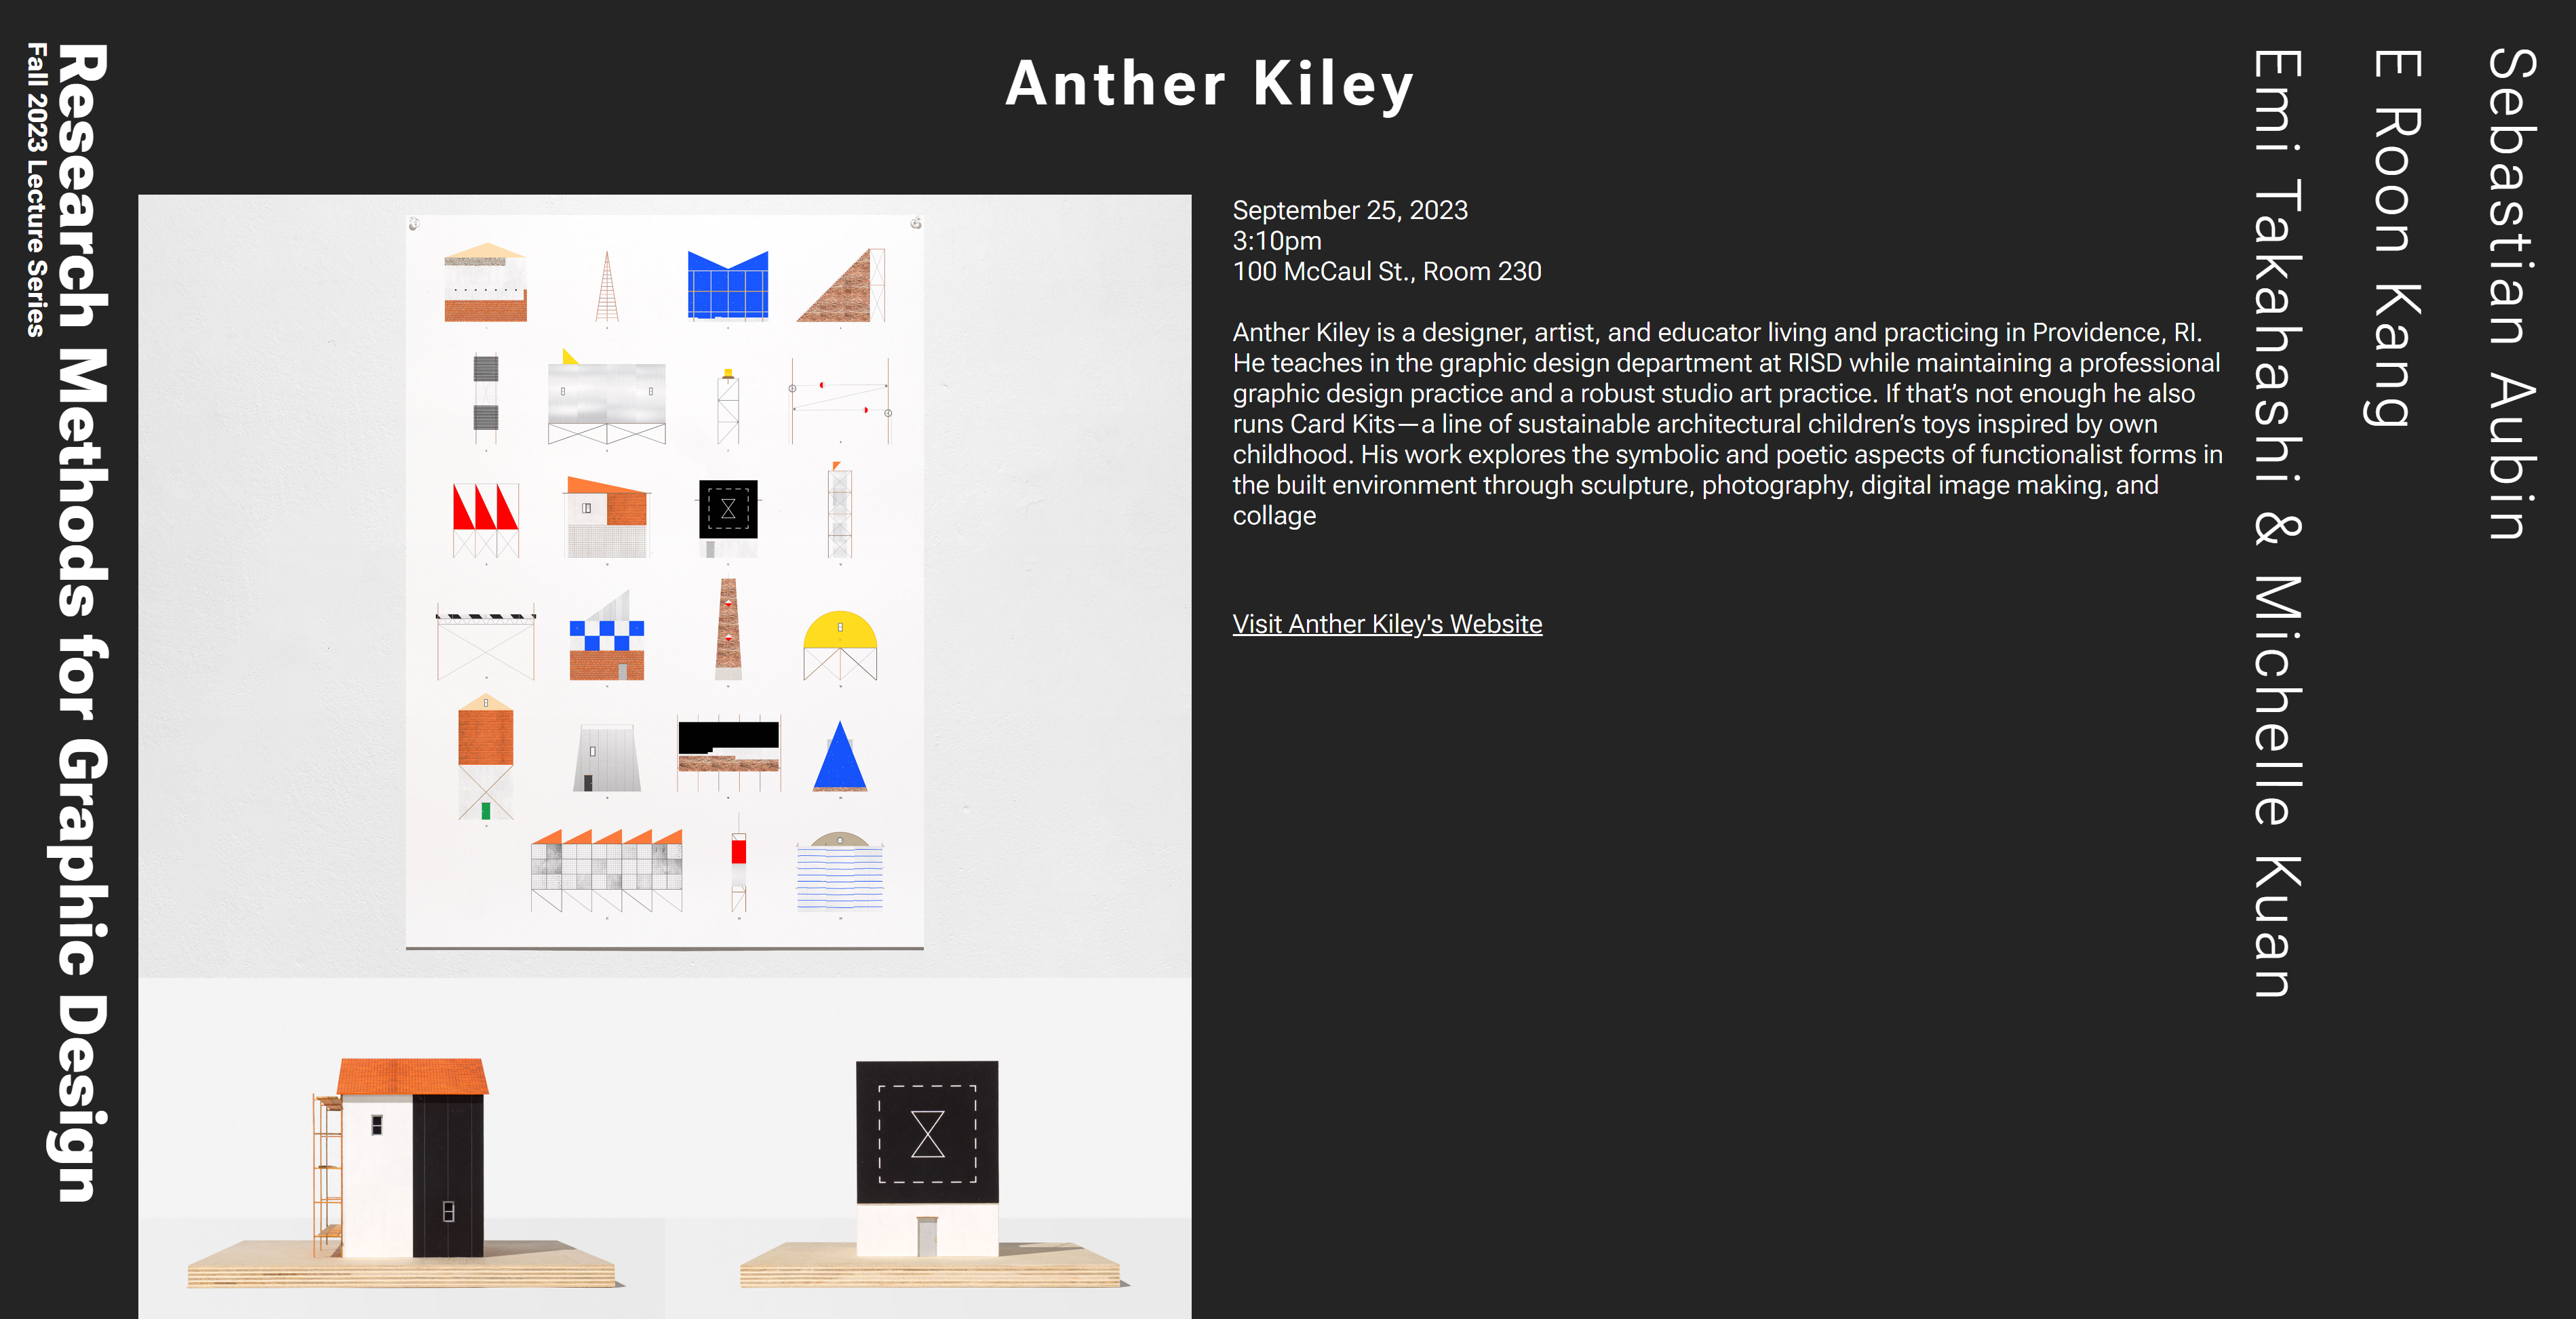 Research Methods for Graphic Design
Fall 2023 Lecture Series
Anther Kiley
September 25, 2023
3:10pm
100 McCaul St., Room 230
Anther Kiley is a designer, artist, and educator living and practicing in Providence, RI.
He teaches in the graphic design department at RISD while maintaining a professional
graphic design practice and a robust studio art practice. If that’s not enough he also
runs Card Kits—a line of sustainable architectural children’s toys inspired by own
childhood. His work explores the symbolic and poetic aspects of functionalist forms in
the built environment through sculpture, photography, digital image making, and
collage
Visit Anther Kiley's Website
Emi Takahashi & Michelle Kuan
E Roon Kang
Sebastian Aubin